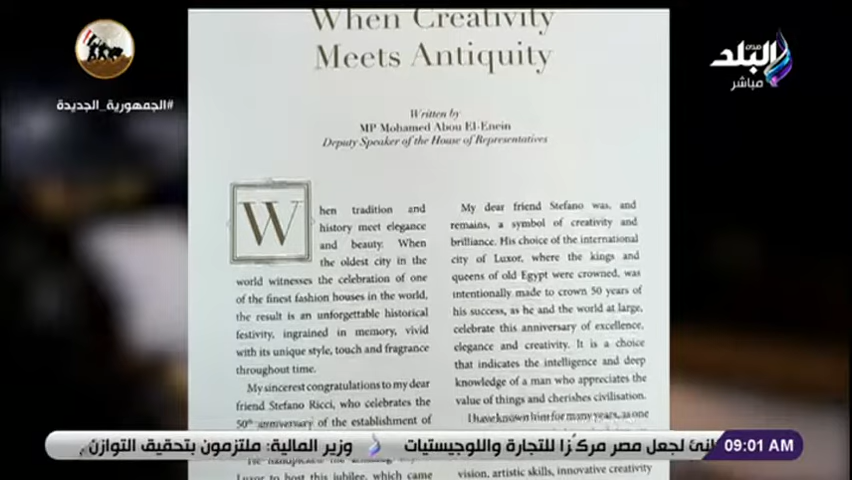 When Creativity
Meets Antiquity
صدى
البلد
مباشر
#الجمهورية_الجديدة
Written by
MP Mohamed Abou El-Enein
Deputy Speaker of the House of Representatives
When tradition and
history meet elegance
and beauty. When
the oldest city in the
world witnesses the celebration of one
of the finest fashion houses in the world,
the result is an unforgettable historical
festivity, ingrained in memory, vivid
with its unique style, touch and fragrance
throughout time.
My sincerest congratulations to my dear
friend Stefano Ricci, who celebrates the
50th anniversary of the establishment of
Luxor to host this jubilee, which came
My dear friend Stefano was, and
remains, a symbol of creativity and
brilliance. His choice of the international
city of Luxor, where the kings and
queens of old Egypt were crowned, was
intentionally made to crown 50 years of
his success, as he and the world at large,
celebrate this anniversary of excellence,
elegance and creativity. It is a choice
that indicates the intelligence and deep
knowledge of a man who appreciates the
value of things and cherishes civilisation.
I have known him for many years, as one
vision, artistic skills, innovative creativity
لجعل مصر مركزا للتجارة واللوجيستيات وزير المالية: ملتزمون بتحقيق التوازن
09:01 AM